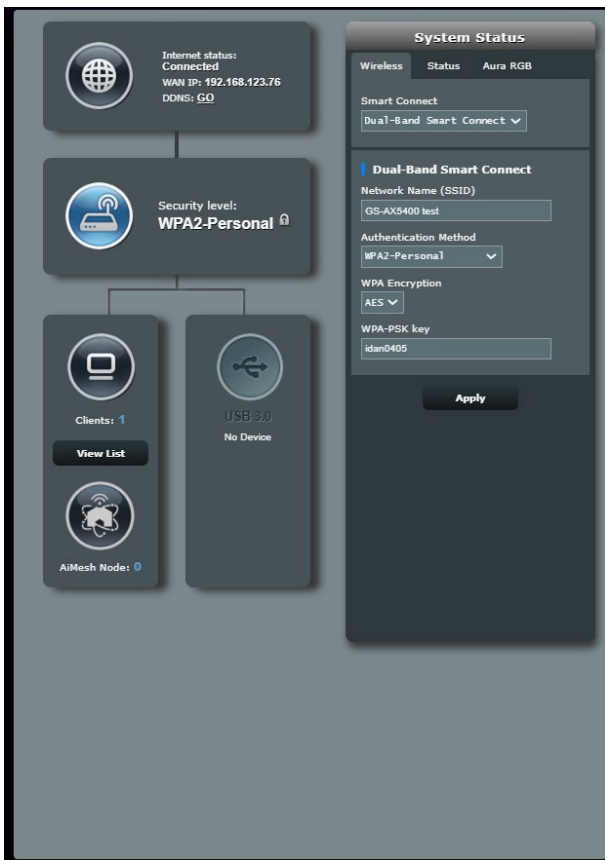 Internet status:
Connected
WAN IP: 192.168.123.76
DDNS: GO
Security level:
WPA2-Personal
Clients: 1
View List
AiMesh Node: 0
USB 3.0
No Device
System Status
Wireless Status Aura RGB
Smart Connect
Dual-Band Smart Connect
Dual-Band Smart Connect
Network Name (SSID)
GS-AX5400 test
Authentication Method
WPA2-Personal
WPA Encryption
AES
WPA-PSK key
idan0405
Apply